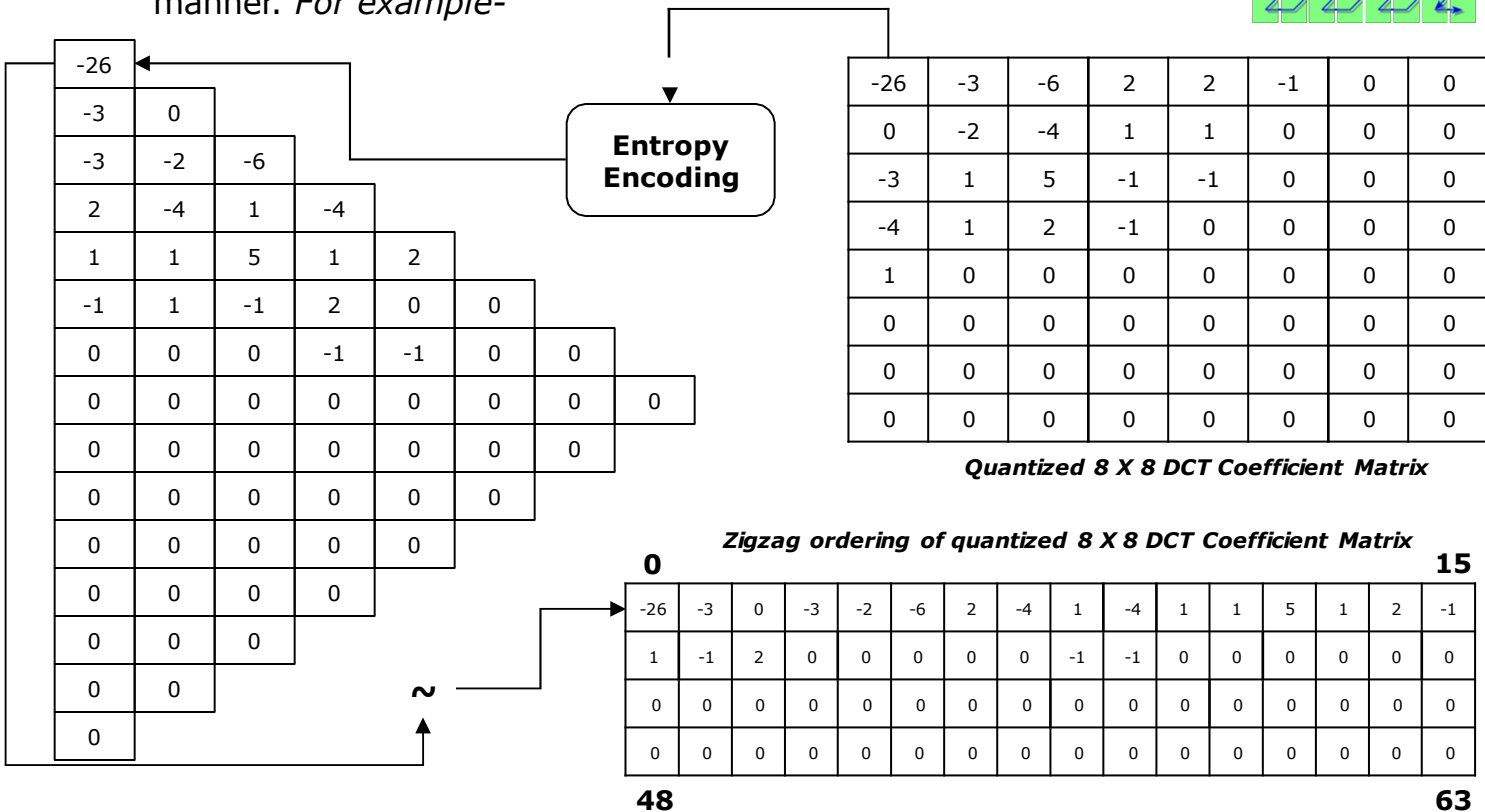 manner. For example-
-26
-3 0
-3 -2 -6
2 -4 1 -4
1 1 5 1 2
-1 1 -1 2 0 0
0 0 0 -1 -1 0 0
0 0 0 0 0 0 0 0
0 0 0 0 0 0 0
0 0 0 0 0 0
0 0 0 0 0
0 0 0 0
0 0 0
0 0
0
Entropy
Encoding
-26 -3 -6 2 2 -1 0 0
0 -2 -4 1 1 0 0 0
-3 1 5 -1 -1 0 0 0
-4 1 2 -1 0 0 0 0
1 0 0 0 0 0 0 0
0 0 0 0 0 0 0 0
0 0 0 0 0 0 0 0
0 0 0 0 0 0 0 0
Quantized 8 X 8 DCT Coefficient Matrix
Zigzag ordering of quantized 8 X 8 DCT Coefficient Matrix
0 15
-26 -3 0 -3 -2 -6 2 -4 1 -4 1 1 5 1 2 -1
1 -1 2 0 0 0 0 0 -1 -1 0 0 0 0 0 0
0 0 0 0 0 0 0 0 0 0 0 0 0 0 0 0
0 0 0 0 0 0 0 0 0 0 0 0 0 0 0 0
48 63
~